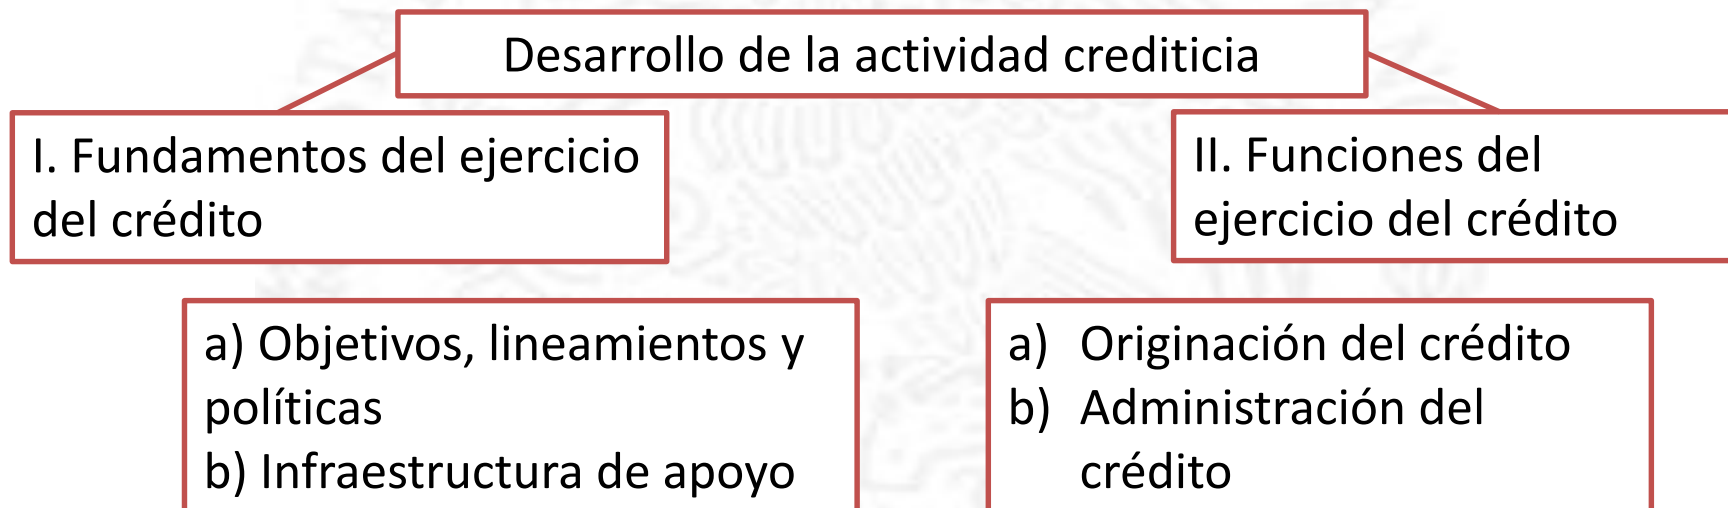 Desarrollo de la actividad crediticia
I. Fundamentos del ejercicio
del crédito
II. Funciones del
ejercicio del crédito
a) Objetivos, lineamientos y
políticas
b) Infraestructura de apoyo
a) Originación del crédito
b) Administración del
crédito